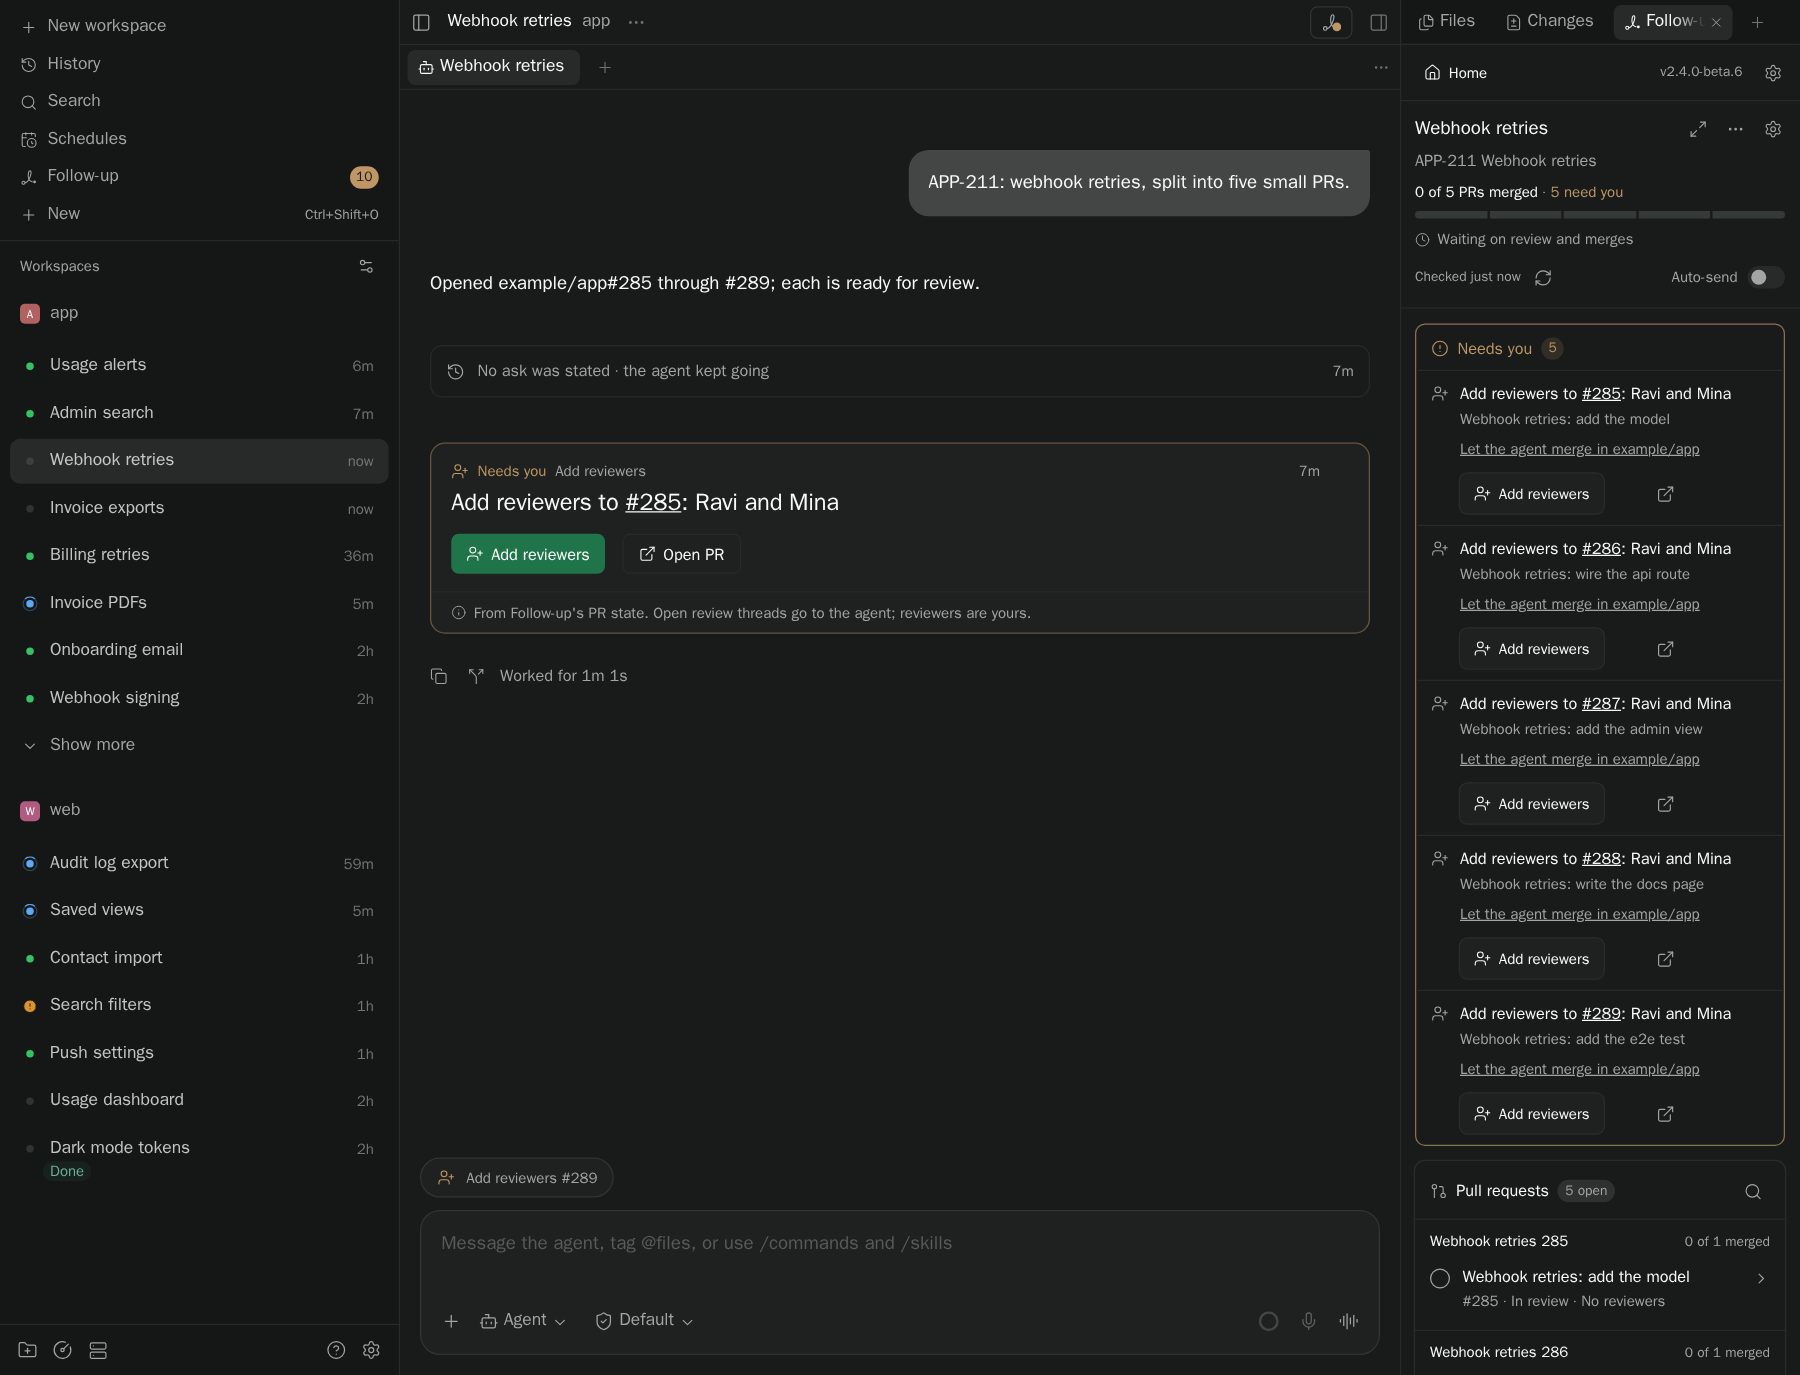 New workspace
History
Search
Schedules
Follow-up 10
New Ctrl+Shift+O
Workspaces
A app
Usage alerts 6m
Admin search 7m
Webhook retries now
Invoice exports now
Billing retries 36m
Invoice PDFs 5m
Onboarding email 2h
Webhook signing 2h
Show more
W web
Audit log export 59m
Saved views 5m
Contact import 1h
Search filters 1h
Push settings 1h
Usage dashboard 2h
Dark mode tokens 2h
Done
Webhook retries app
Webhook retries
APP-211: webhook retries, split into five small PRs.
Opened example/app#285 through #289; each is ready for review.
No ask was stated · the agent kept going 7m
Needs you Add reviewers 7m
Add reviewers to #285: Ravi and Mina
Add reviewers Open PR
From Follow-up's PR state. Open review threads go to the agent; reviewers are yours.
Worked for 1m 1s
Add reviewers #289
Message the agent, tag @files, or use /commands and /skills
Agent Default
Files Changes Follow-u
Home v2.4.0-beta.6
Webhook retries
APP-211 Webhook retries
0 of 5 PRs merged · 5 need you
Waiting on review and merges
Checked just now Auto-send
Needs you 5
Add reviewers to #285: Ravi and Mina
Webhook retries: add the model
Let the agent merge in example/app
Add reviewers
Add reviewers to #286: Ravi and Mina
Webhook retries: wire the api route
Let the agent merge in example/app
Add reviewers
Add reviewers to #287: Ravi and Mina
Webhook retries: add the admin view
Let the agent merge in example/app
Add reviewers
Add reviewers to #288: Ravi and Mina
Webhook retries: write the docs page
Let the agent merge in example/app
Add reviewers
Add reviewers to #289: Ravi and Mina
Webhook retries: add the e2e test
Let the agent merge in example/app
Add reviewers
Pull requests 5 open
Webhook retries 285 0 of 1 merged
Webhook retries: add the model
#285 · In review · No reviewers
Webhook retries 286 0 of 1 merged